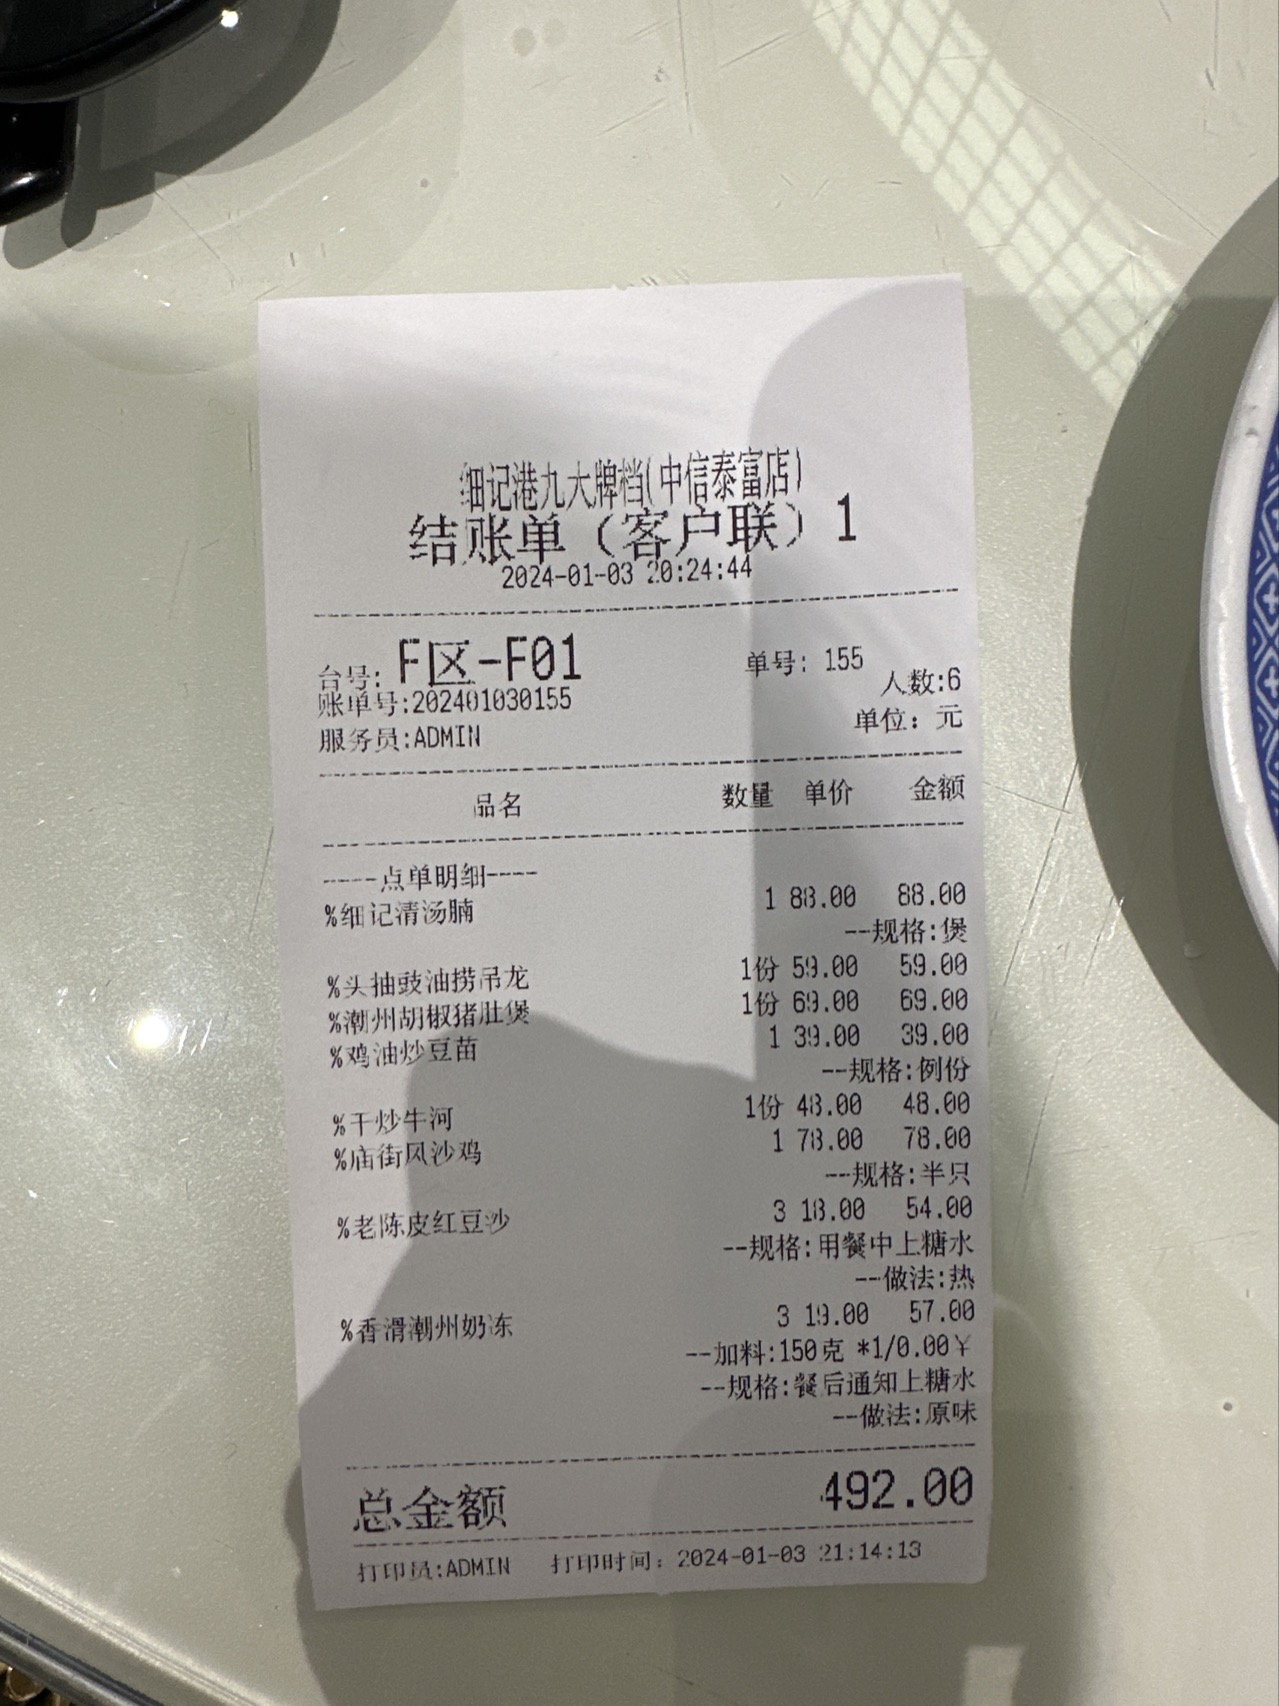 细记港九大牌档(中信泰富店)
结账单（客户联）1
2024-01-03 20:24:44
台号: F区-F01 单号: 155
账单号:202401030155 人数:6
服务员:ADMIN 单位: 元
品名 数量 单价 金额
----点单明细----
%细记清汤腩 1 88.00 88.00
--规格:煲
%头抽豉油捞吊龙 1份 59.00 59.00
%潮州胡椒猪肚煲 1份 69.00 69.00
%鸡油炒豆苗 1 39.00 39.00
--规格:例份
%干炒牛河 1份 48.00 48.00
%庙街风沙鸡 1 78.00 78.00
--规格:半只
%老陈皮红豆沙 3 18.00 54.00
--规格:用餐中上糖水
--做法:热
%香滑潮州奶冻 3 19.00 57.00
--加料:150克 *1/0.00¥
--规格:餐后通知上糖水
--做法:原味
总金额 492.00
打印员:ADMIN 打印时间: 2024-01-03 21:14:13